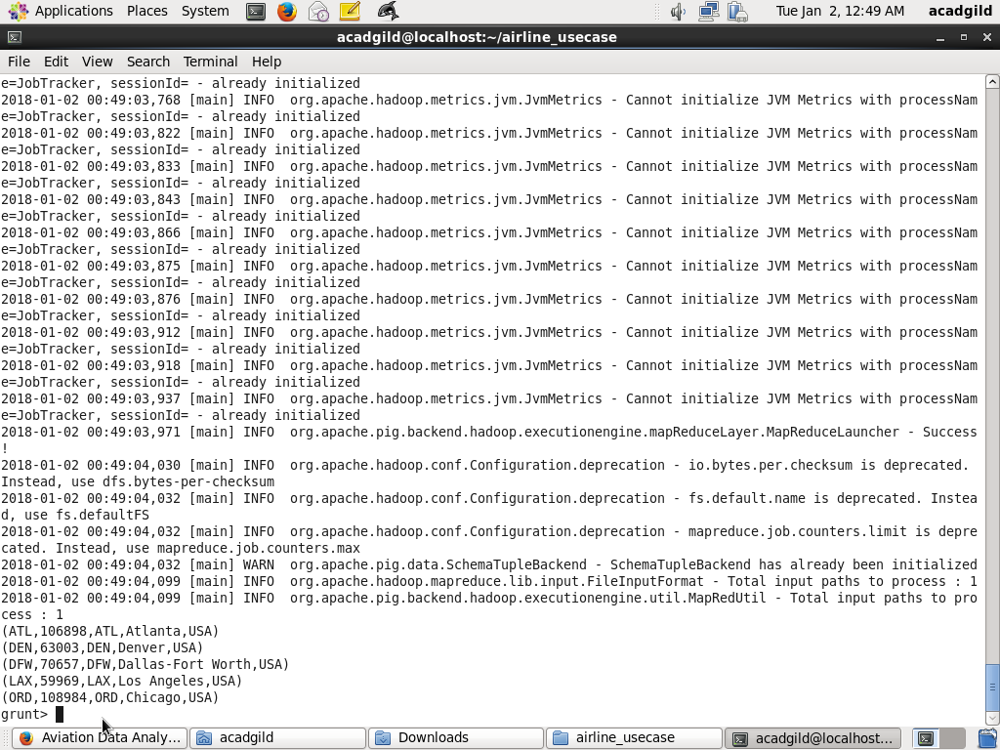 Applications Places System Tue Jan 2, 12:49 AM acadgild
acadgild@localhost:~/airline_usecase
File Edit View Search Terminal Help
e=JobTracker, sessionId= - already initialized
2018-01-02 00:49:03,768 [main] INFO  org.apache.hadoop.metrics.jvm.JvmMetrics - Cannot initialize JVM Metrics with processNam
e=JobTracker, sessionId= - already initialized
2018-01-02 00:49:03,822 [main] INFO  org.apache.hadoop.metrics.jvm.JvmMetrics - Cannot initialize JVM Metrics with processNam
e=JobTracker, sessionId= - already initialized
2018-01-02 00:49:03,833 [main] INFO  org.apache.hadoop.metrics.jvm.JvmMetrics - Cannot initialize JVM Metrics with processNam
e=JobTracker, sessionId= - already initialized
2018-01-02 00:49:03,843 [main] INFO  org.apache.hadoop.metrics.jvm.JvmMetrics - Cannot initialize JVM Metrics with processNam
e=JobTracker, sessionId= - already initialized
2018-01-02 00:49:03,866 [main] INFO  org.apache.hadoop.metrics.jvm.JvmMetrics - Cannot initialize JVM Metrics with processNam
e=JobTracker, sessionId= - already initialized
2018-01-02 00:49:03,875 [main] INFO  org.apache.hadoop.metrics.jvm.JvmMetrics - Cannot initialize JVM Metrics with processNam
e=JobTracker, sessionId= - already initialized
2018-01-02 00:49:03,876 [main] INFO  org.apache.hadoop.metrics.jvm.JvmMetrics - Cannot initialize JVM Metrics with processNam
e=JobTracker, sessionId= - already initialized
2018-01-02 00:49:03,912 [main] INFO  org.apache.hadoop.metrics.jvm.JvmMetrics - Cannot initialize JVM Metrics with processNam
e=JobTracker, sessionId= - already initialized
2018-01-02 00:49:03,918 [main] INFO  org.apache.hadoop.metrics.jvm.JvmMetrics - Cannot initialize JVM Metrics with processNam
e=JobTracker, sessionId= - already initialized
2018-01-02 00:49:03,937 [main] INFO  org.apache.hadoop.metrics.jvm.JvmMetrics - Cannot initialize JVM Metrics with processNam
e=JobTracker, sessionId= - already initialized
2018-01-02 00:49:03,971 [main] INFO  org.apache.pig.backend.hadoop.executionengine.mapReduceLayer.MapReduceLauncher - Success
!
2018-01-02 00:49:04,030 [main] INFO  org.apache.hadoop.conf.Configuration.deprecation - io.bytes.per.checksum is deprecated.
Instead, use dfs.bytes-per-checksum
2018-01-02 00:49:04,032 [main] INFO  org.apache.hadoop.conf.Configuration.deprecation - fs.default.name is deprecated. Instea
d, use fs.defaultFS
2018-01-02 00:49:04,032 [main] INFO  org.apache.hadoop.conf.Configuration.deprecation - mapreduce.job.counters.limit is depre
cated. Instead, use mapreduce.job.counters.max
2018-01-02 00:49:04,032 [main] WARN  org.apache.pig.data.SchemaTupleBackend - SchemaTupleBackend has already been initialized
2018-01-02 00:49:04,099 [main] INFO  org.apache.hadoop.mapreduce.lib.input.FileInputFormat - Total input paths to process : 1
2018-01-02 00:49:04,099 [main] INFO  org.apache.pig.backend.hadoop.executionengine.util.MapRedUtil - Total input paths to pro
cess : 1
(ATL,106898,ATL,Atlanta,USA)
(DEN,63003,DEN,Denver,USA)
(DFW,70657,DFW,Dallas-Fort Worth,USA)
(LAX,59969,LAX,Los Angeles,USA)
(ORD,108984,ORD,Chicago,USA)
grunt>
Aviation Data Analy... acadgild Downloads airline_usecase acadgild@localhost...